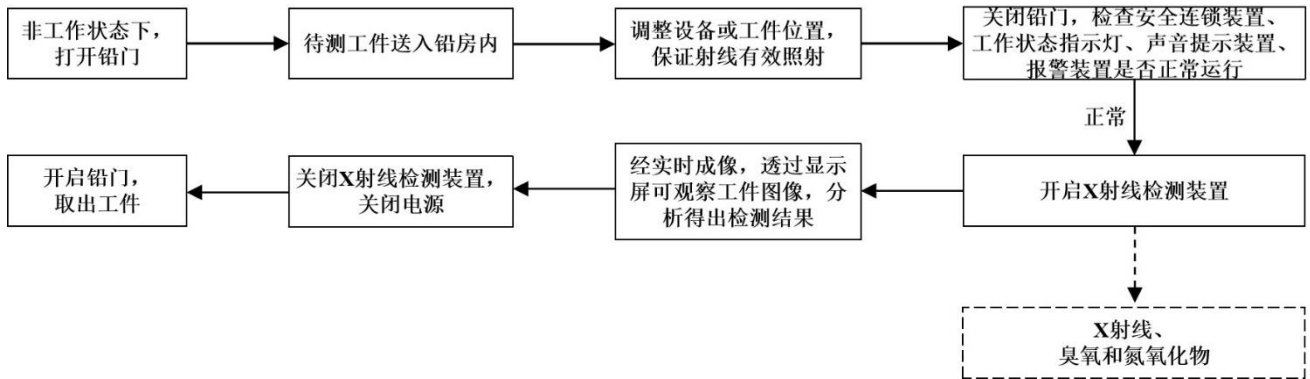 非工作状态下，
打开铅门
待测工件送入铅房内
调整设备或工件位置，
保证射线有效照射
关闭铅门，检查安全连锁装置、
工作状态指示灯、声音提示装置、
报警装置是否正常运行
正常
开启X射线检测装置
经实时成像，透过显示
屏可观察工件图像，分
析得出检测结果
关闭X射线检测装置，
关闭电源
开启铅门，
取出工件
X射线、
臭氧和氮氧化物